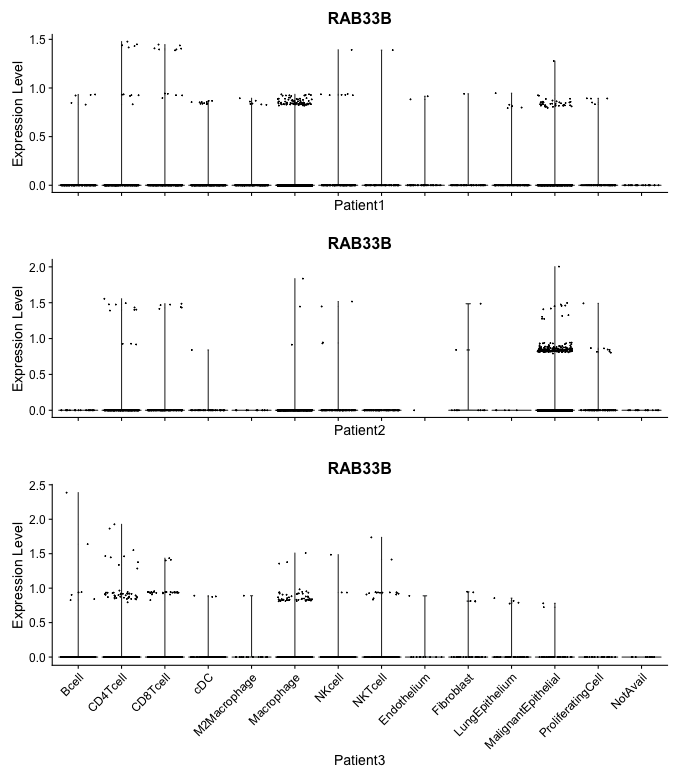 RAB33B
Expression Level
1.5
1.0
0.5
0.0
Patient1
RAB33B
Expression Level
2.0
1.5
1.0
0.5
0.0
Patient2
RAB33B
Expression Level
2.5
2.0
1.5
1.0
0.5
0.0
Bcell
CD4Tcell
CD8Tcell
cDC
M2Macrophage
Macrophage
NKcell
NKTcell
Endothelium
Fibroblast
LungEpithelium
MalignantEpithelial
ProliferatingCell
NotAvail
Patient3